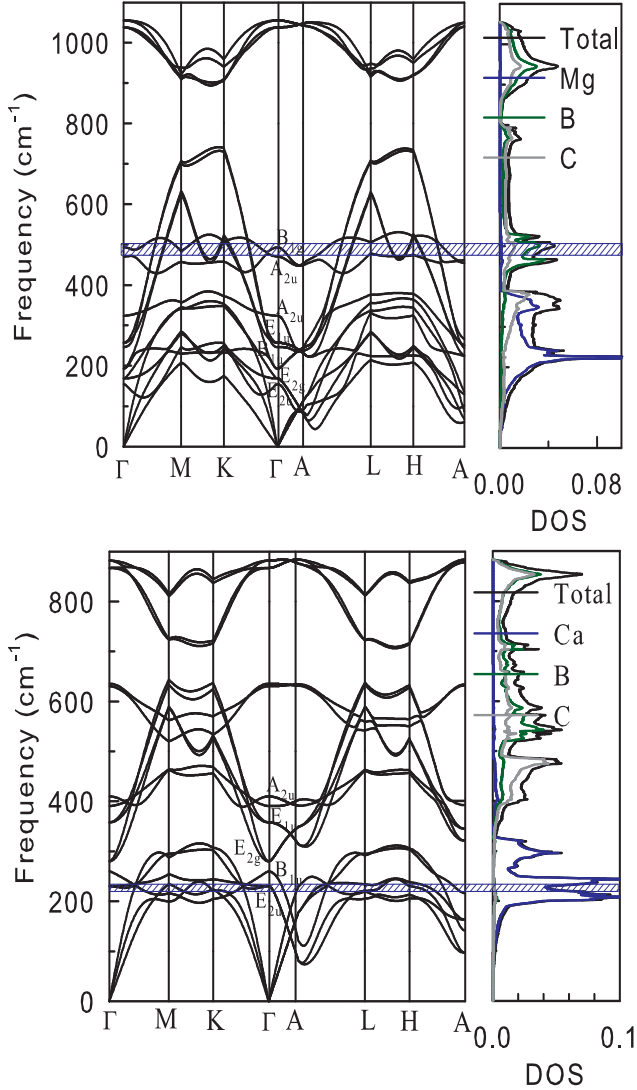 1000
800
600
400
200
0
Frequency (cm⁻¹)
B₁g
A₂u
A₂u
E₁u
B₁u
E₂g
E₂u
Γ M K Γ A L H A
Total
Mg
B
C
0.00 0.08
DOS
800
600
400
200
0
Frequency (cm⁻¹)
A₂u
E₁u
E₂g
B₁u
E₂u
Γ M K Γ A L H A
Total
Ca
B
C
0.0 0.1
DOS